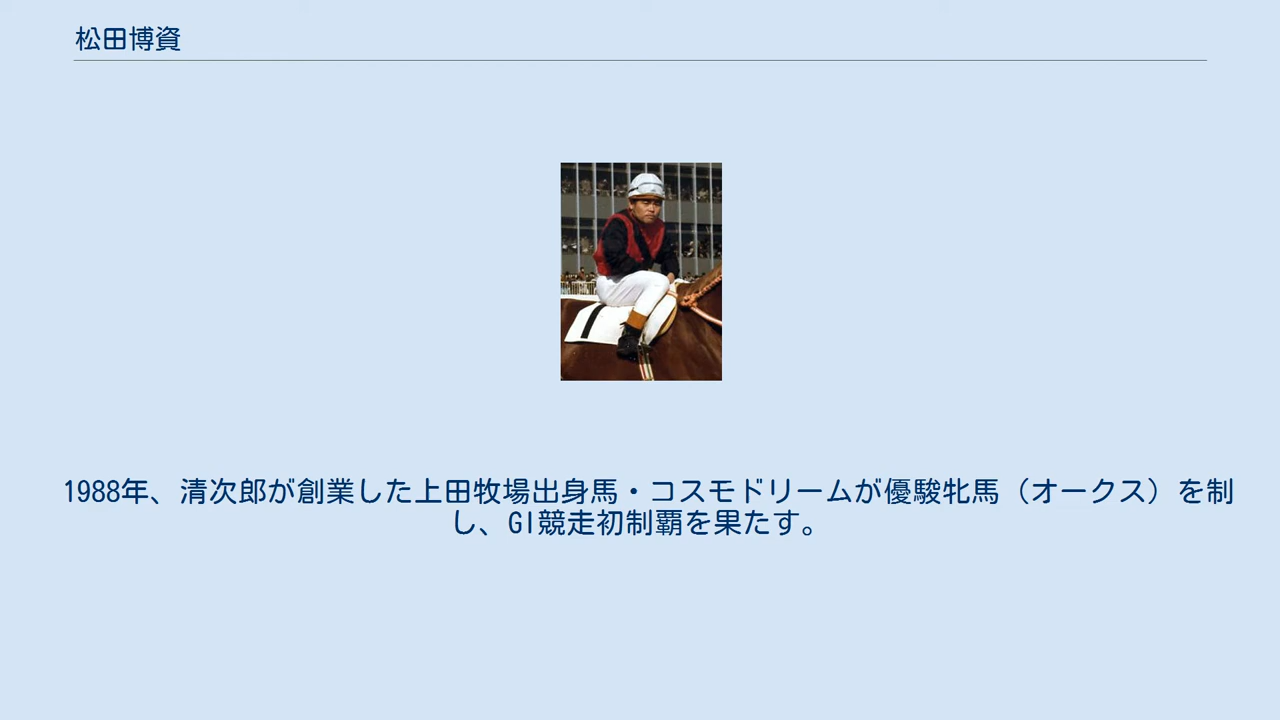 松田博資
1988年、清次郎が創業した上田牧場出身馬・コスモドリームが優駿牝馬（オークス）を制
し、GI競走初制覇を果たす。